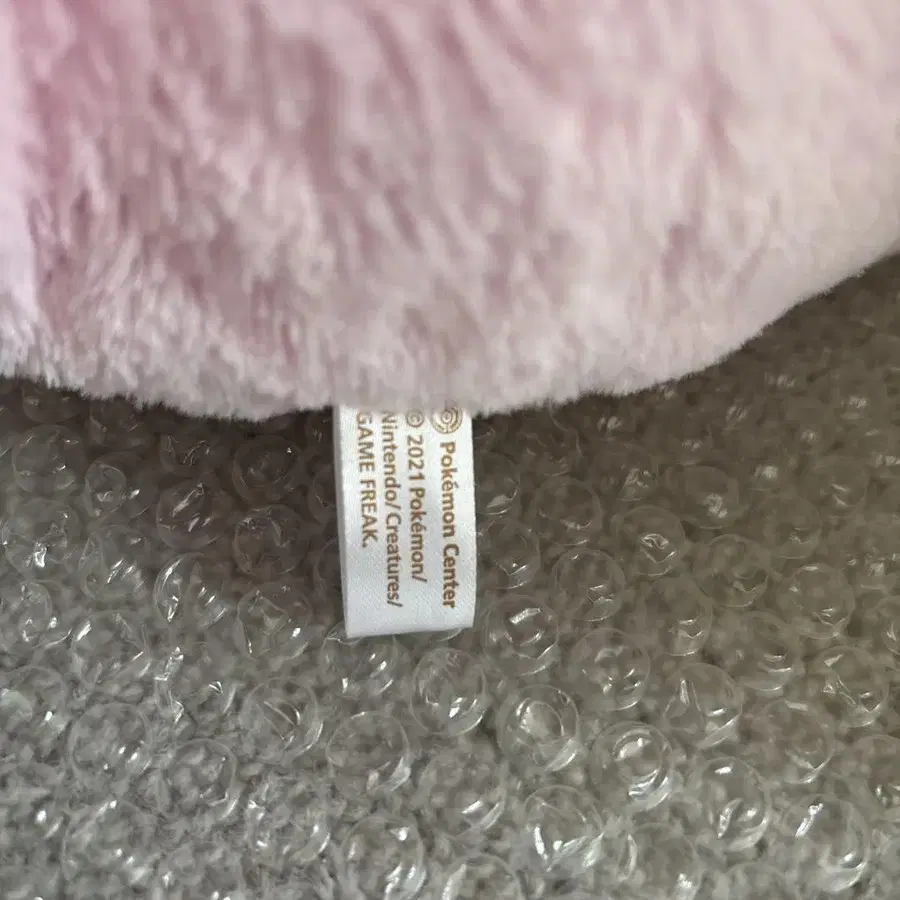 Pokémon Center
© 2021 Pokémon/
Nintendo/Creatures/
GAME FREAK.